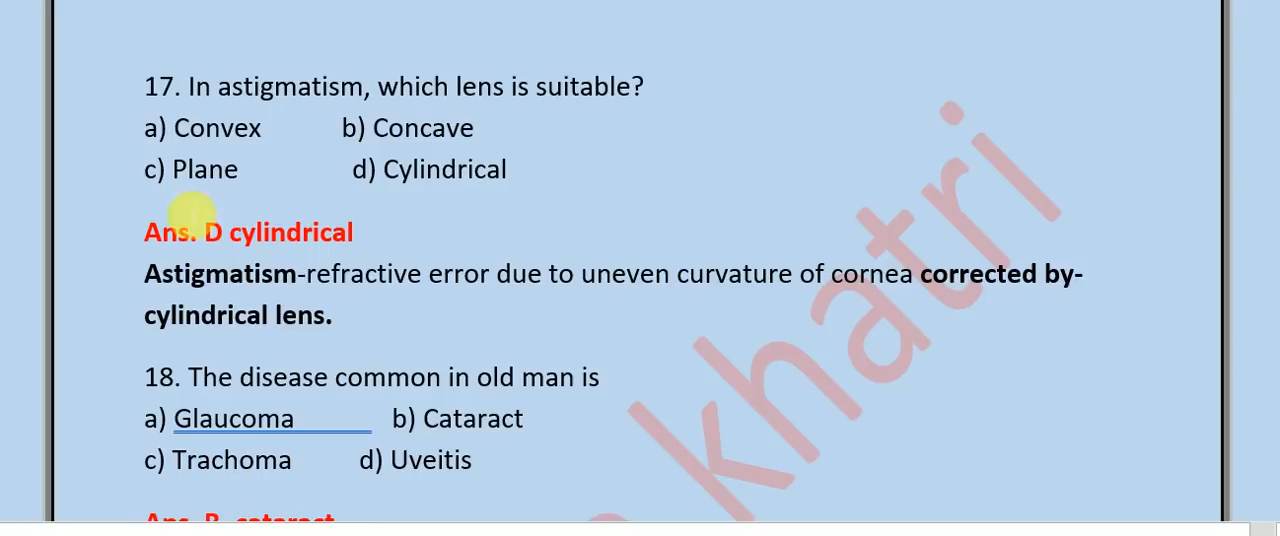 17. In astigmatism, which lens is suitable?
a) Convex b) Concave
c) Plane d) Cylindrical
Ans. D cylindrical
Astigmatism-refractive error due to uneven curvature of cornea corrected by-
cylindrical lens.
18. The disease common in old man is
a) Glaucoma b) Cataract
c) Trachoma d) Uveitis
Ans. B. cataract
khatri